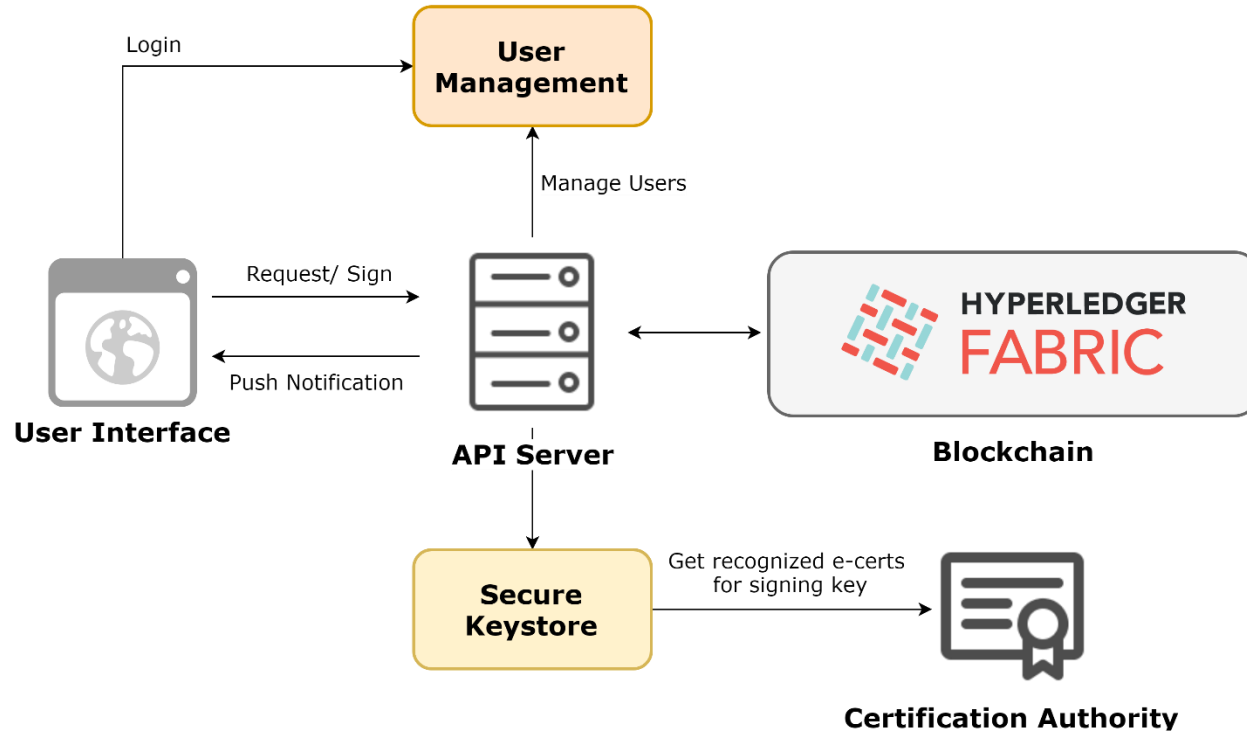 Login
User
Management
Manage Users
Request/ Sign
Push Notification
User Interface
API Server
HYPERLEDGER
FABRIC
Blockchain
Secure
Keystore
Get recognized e-certs
for signing key
Certification Authority